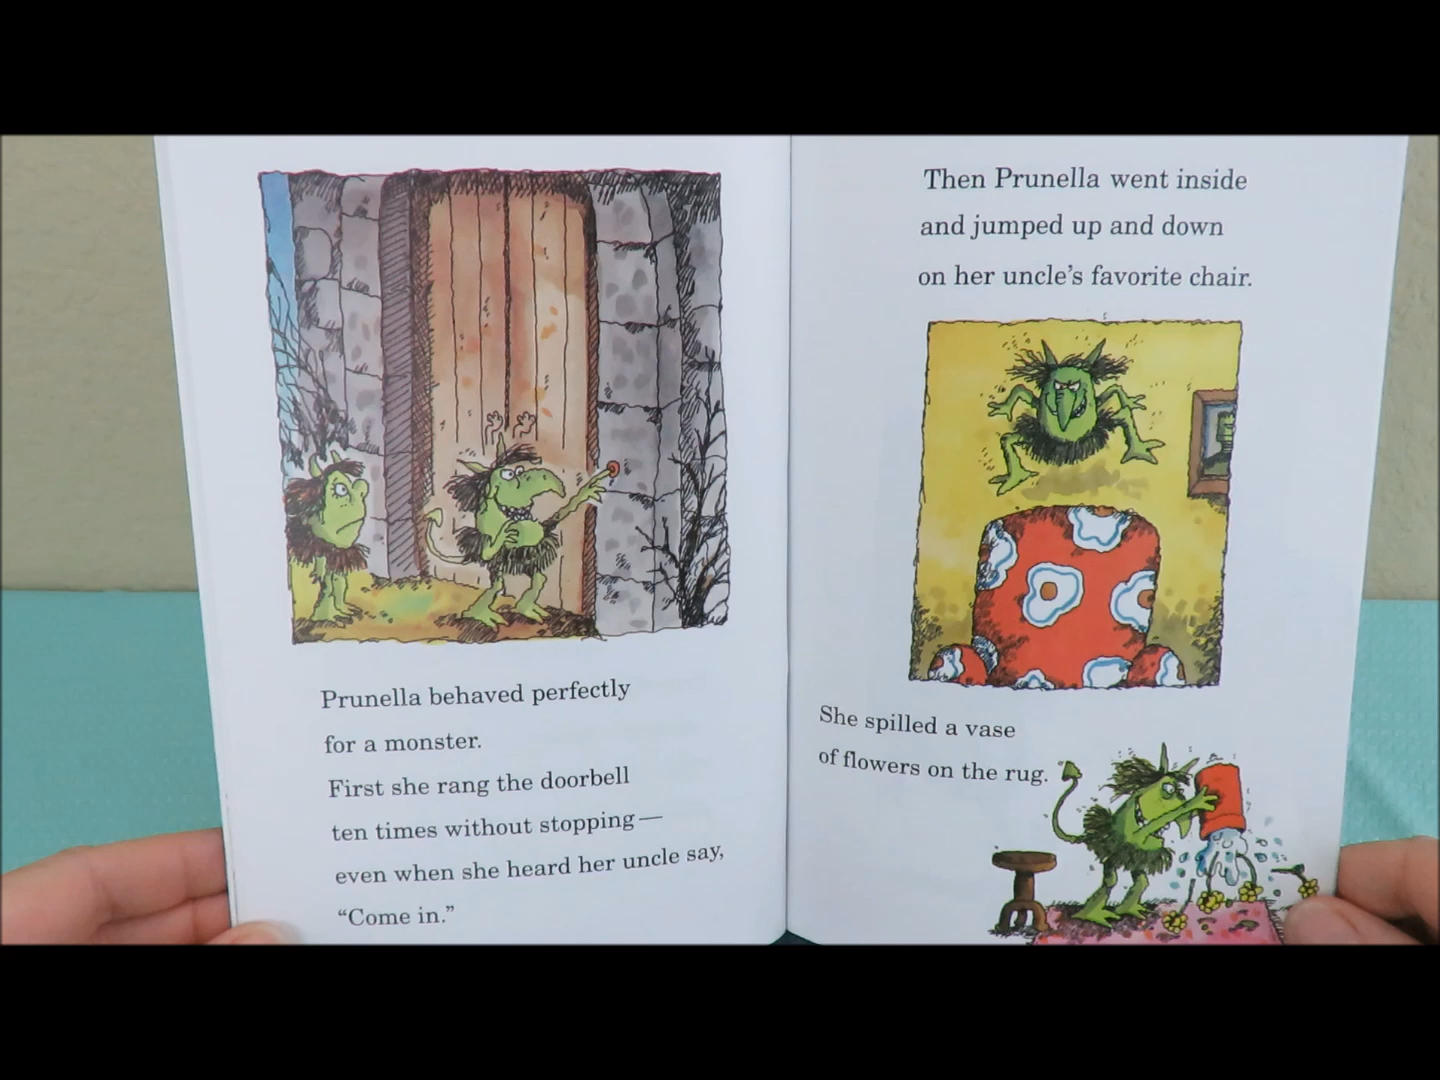 Prunella behaved perfectly
for a monster.
First she rang the doorbell
ten times without stopping—
even when she heard her uncle say,
“Come in.”
Then Prunella went inside
and jumped up and down
on her uncle’s favorite chair.
She spilled a vase
of flowers on the rug.